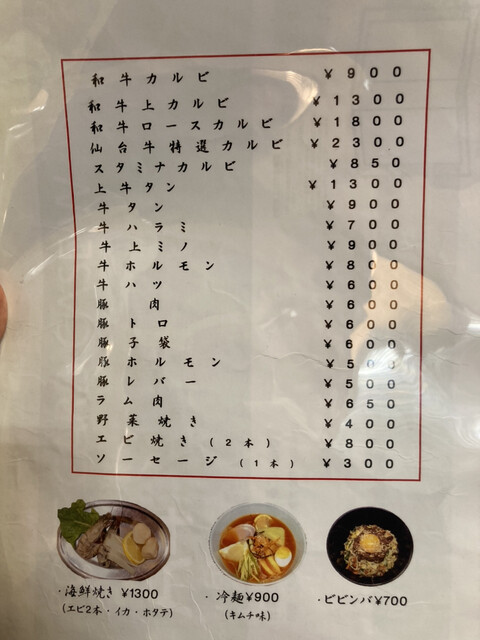 和牛カルビ ¥900
和牛上カルビ ¥1300
和牛ロースカルビ ¥1800
仙台牛特選カルビ ¥2300
スタミナカルビ ¥850
上牛タン ¥1300
牛タン ¥900
牛ハラミ ¥700
牛上ミノ ¥900
牛ホルモン ¥800
牛ハツ ¥600
豚肉 ¥600
豚トロ ¥600
豚子袋 ¥600
豚ホルモン ¥500
豚レバー ¥500
ラム肉 ¥650
野菜焼き ¥400
エビ焼き(2本) ¥800
ソーセージ(1本) ¥300
・海鮮焼き ¥1300
(エビ2本・イカ・ホタテ)
・冷麺¥900
(キムチ味)
・ビビンバ¥700